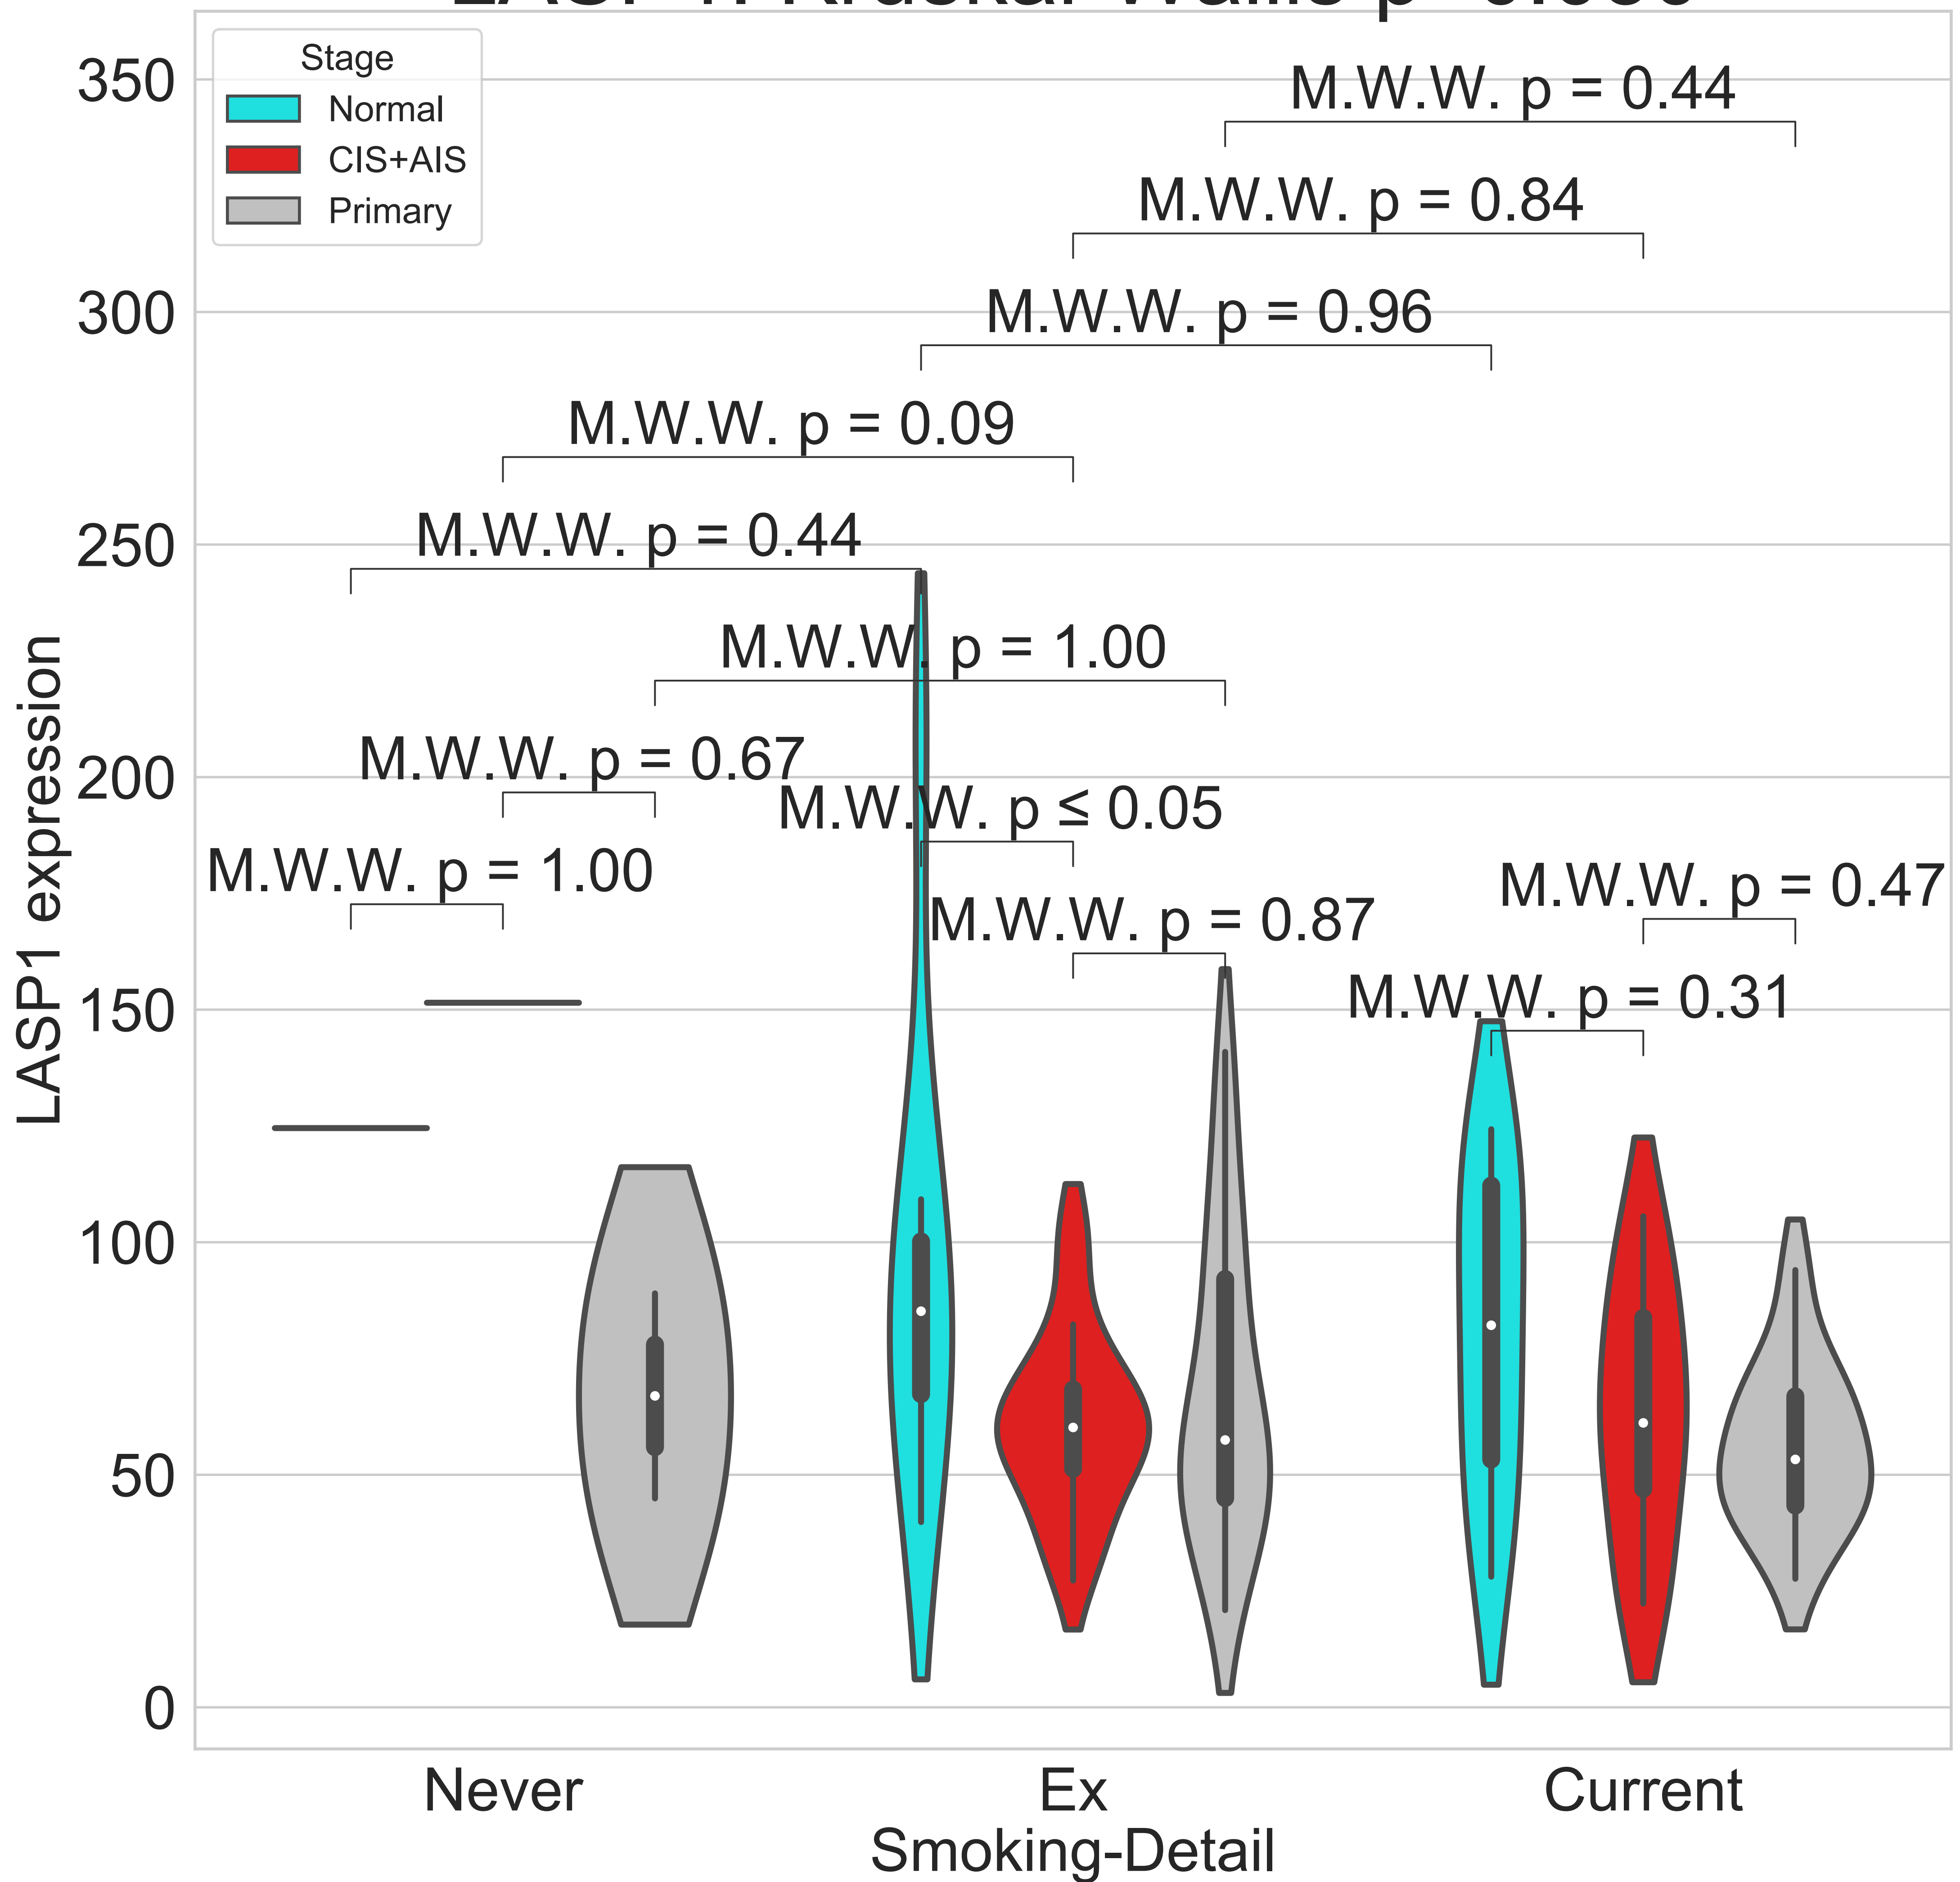 350
300
250
200
150
100
50
0
LASP1 expression
Stage
Normal
CIS+AIS
Primary
M.W.W. p = 0.44
M.W.W. p = 0.84
M.W.W. p = 0.96
M.W.W. p = 0.09
M.W.W. p = 0.44
M.W.W. p = 1.00
M.W.W. p = 0.67
M.W.W. p ≤ 0.05
M.W.W. p = 1.00
M.W.W. p = 0.47
M.W.W. p = 0.87
M.W.W. p = 0.31
Never Ex Current
Smoking-Detail